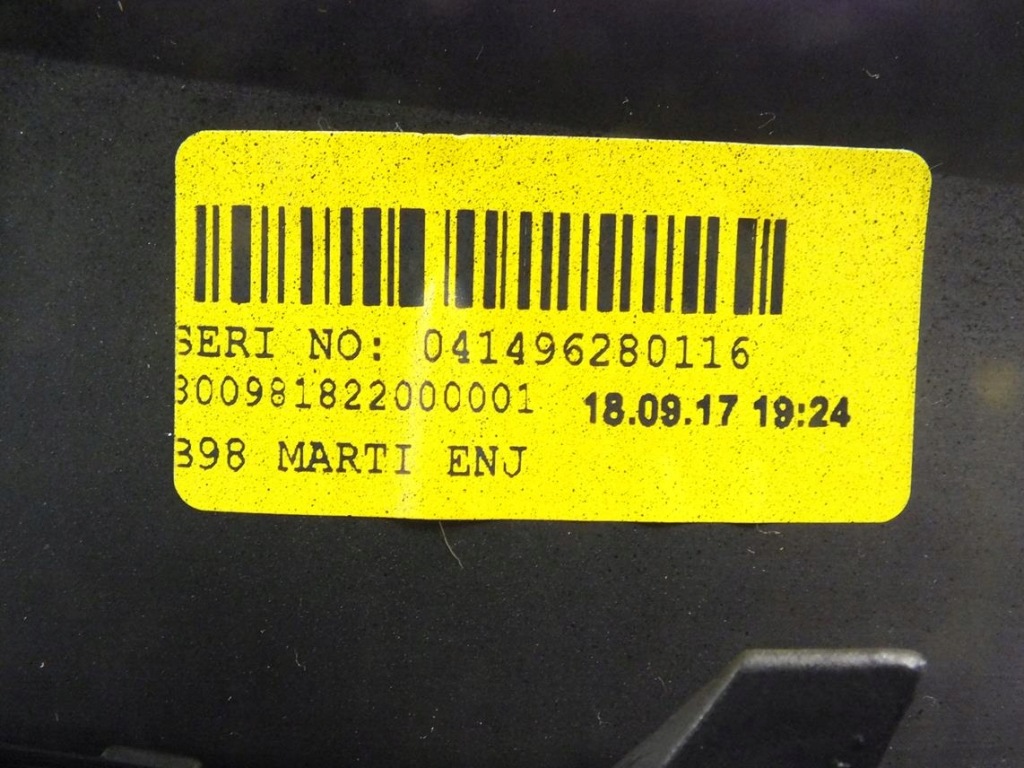 SERI NO: 041496280116
300981822000001 18.09.17 19:24
398 MARTI ENJ